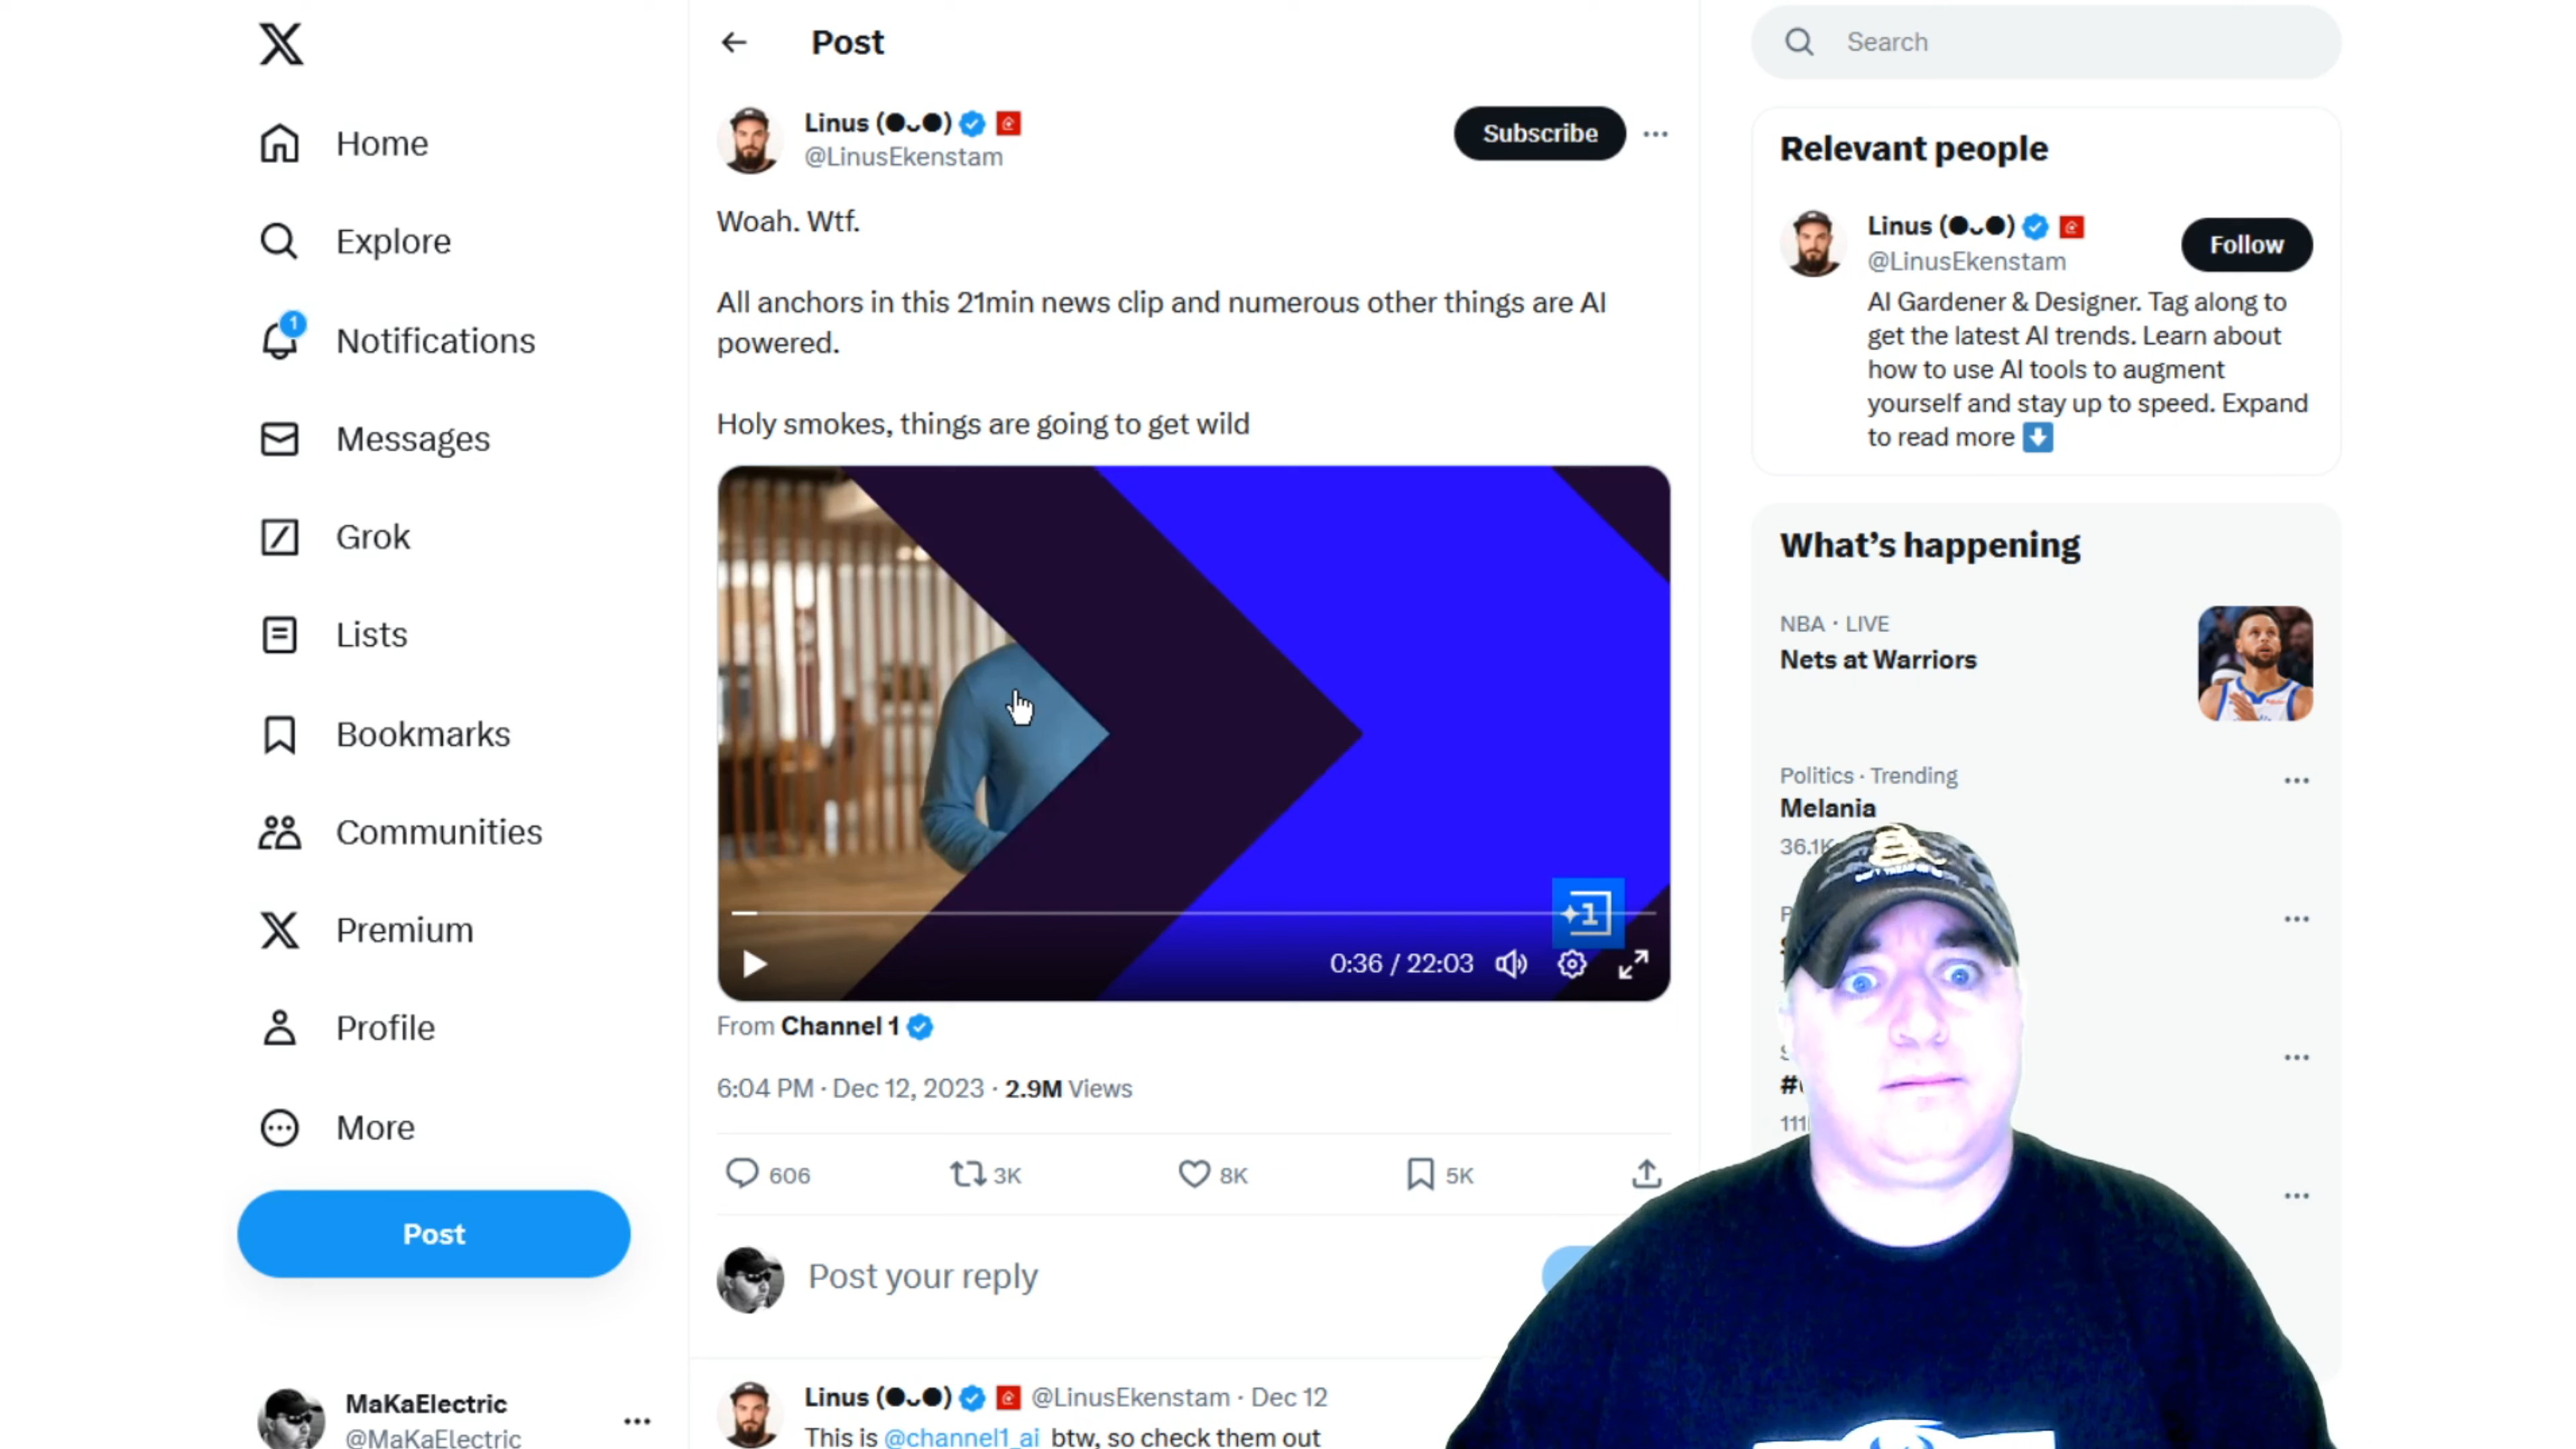 Home
Explore
1
Notifications
Messages
Grok
Lists
Bookmarks
Communities
Premium
Profile
More
Post
MaKaElectric
@MaKaElectric
Post
Linus (●ᴗ●)
@LinusEkenstam
Subscribe
Woah. Wtf.
All anchors in this 21min news clip and numerous other things are AI
powered.
Holy smokes, things are going to get wild
1
0:36 / 22:03
From Channel 1
6:04 PM · Dec 12, 2023 · 2.9M Views
606
3K
8K
5K
Post your reply
Linus (●ᴗ●) @LinusEkenstam · Dec 12
This is @channel1_ai btw, so check them out
Search
Relevant people
Linus (●ᴗ●)
@LinusEkenstam
Follow
AI Gardener & Designer. Tag along to
get the latest AI trends. Learn about
how to use AI tools to augment
yourself and stay up to speed. Expand
to read more
What's happening
NBA · LIVE
Nets at Warriors
Politics · Trending
Melania
36.1K